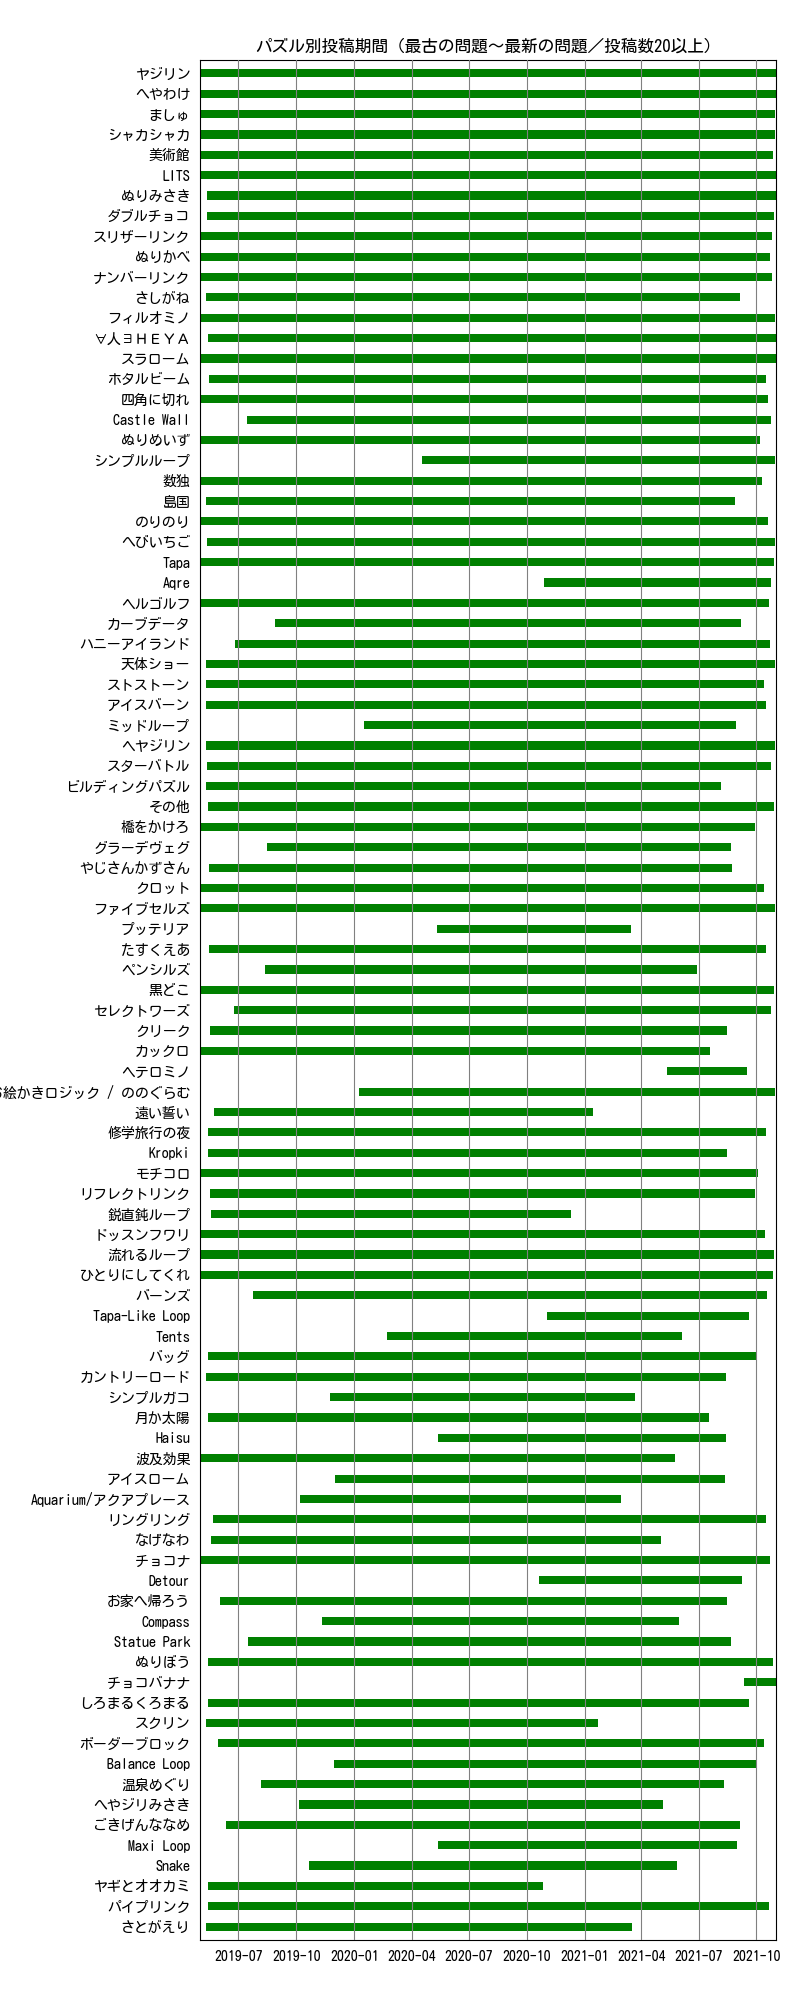 パズル別投稿期間（最古の問題～最新の問題／投稿数20以上）
ヤジリン
へやわけ
ましゅ
シャカシャカ
美術館
LITS
ぬりみさき
ダブルチョコ
スリザーリンク
ぬりかべ
ナンバーリンク
さしがね
フィルオミノ
∀人ヨＨＥＹＡ
スラローム
ホタルビーム
四角に切れ
Castle Wall
ぬりめいず
シンプルループ
数独
島国
のりのり
へびいちご
Tapa
Aqre
ヘルゴルフ
カーブデータ
ハニーアイランド
天体ショー
ストストーン
アイスバーン
ミッドループ
ヘヤジリン
スターバトル
ビルディングパズル
その他
橋をかけろ
グラーデヴェグ
やじさんかずさん
クロット
ファイブセルズ
プッテリア
たすくえあ
ペンシルズ
黒どこ
セレクトワーズ
クリーク
カックロ
ヘテロミノ
絵かきロジック / ののぐらむ
遠い誓い
修学旅行の夜
Kropki
モチコロ
リフレクトリンク
鋭直鈍ループ
ドッスンフワリ
流れるループ
ひとりにしてくれ
バーンズ
Tapa-Like Loop
Tents
バッグ
カントリーロード
シンプルガコ
月か太陽
Haisu
波及効果
アイスローム
Aquarium/アクアプレース
リングリング
なげなわ
チョコナ
Detour
お家へ帰ろう
Compass
Statue Park
ぬりぼう
チョコバナナ
しろまるくろまる
スクリン
ボーダーブロック
Balance Loop
温泉めぐり
へやジリみさき
ごきげんななめ
Maxi Loop
Snake
ヤギとオオカミ
パイプリンク
さとがえり
2019-07 2019-10 2020-01 2020-04 2020-07 2020-10 2021-01 2021-04 2021-07 2021-10